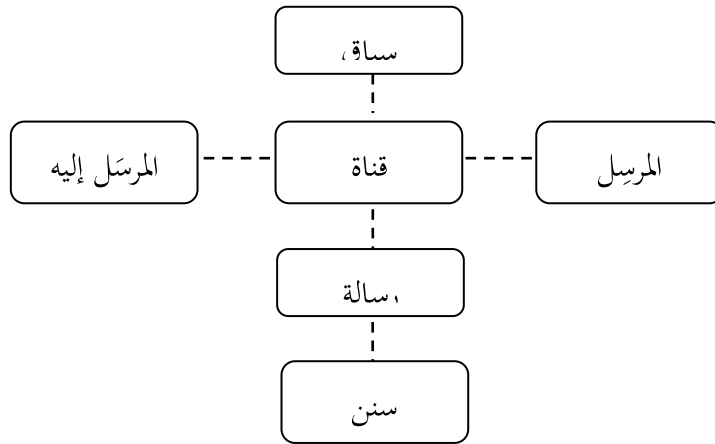 سياق
المرسِل
قناة
المرسَل إليه
رسالة
سنن